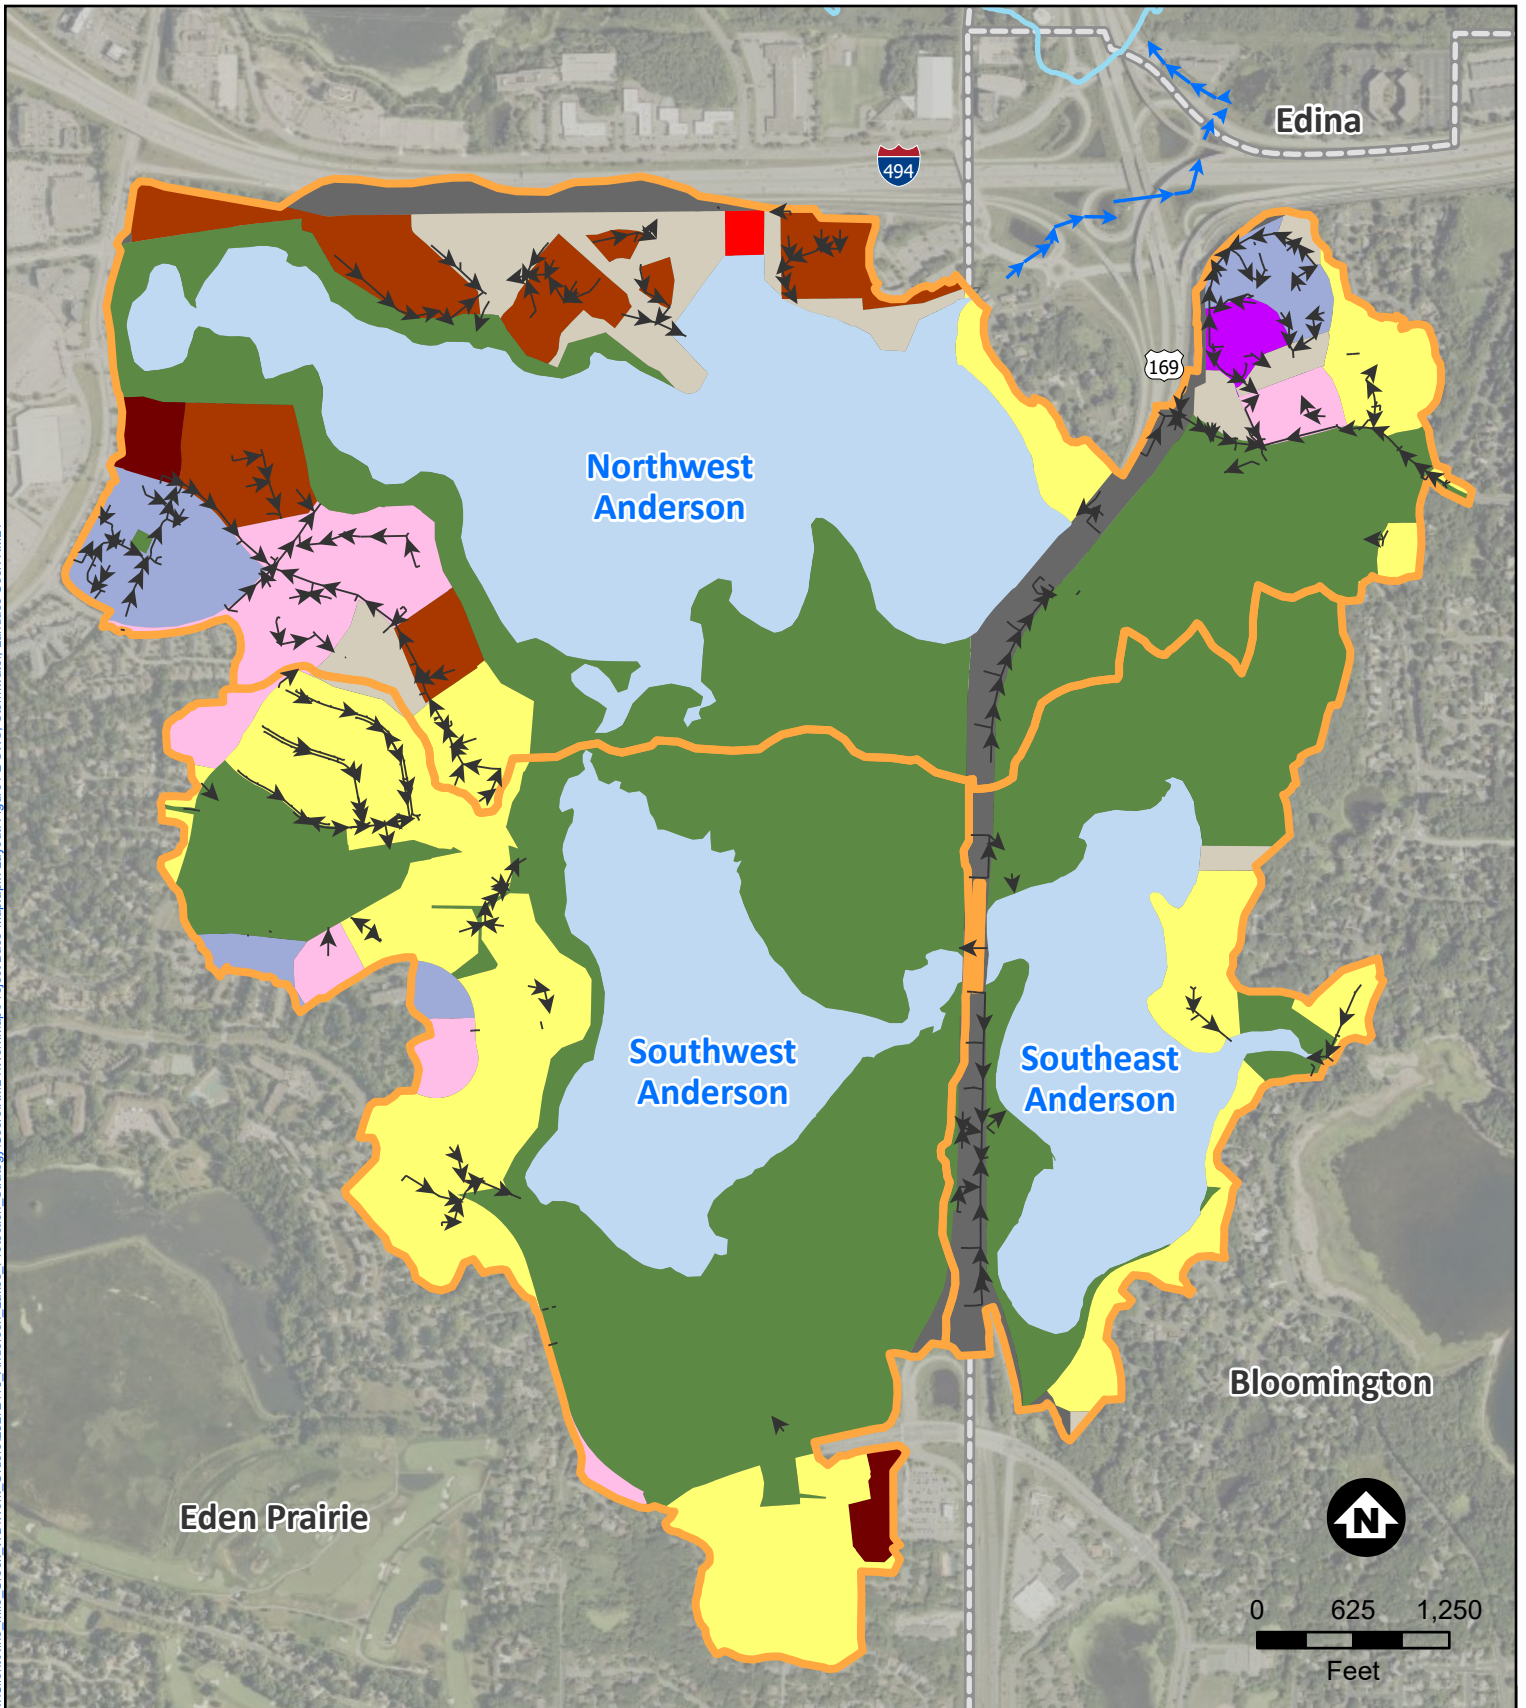 Edina
494
169
Northwest
Anderson
Southwest
Anderson
Southeast
Anderson
Bloomington
Eden Prairie
N
0 625 1,250
Feet